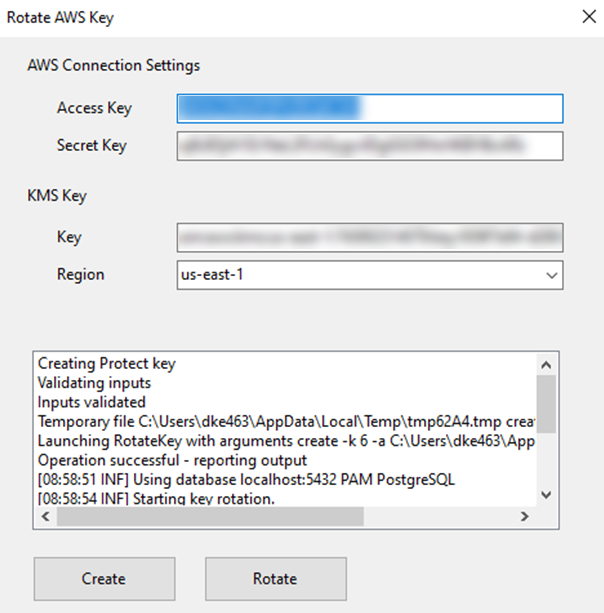 Rotate AWS Key
AWS Connection Settings
Access Key
Secret Key
KMS Key
Key
Region
us-east-1
Creating Protect key
Validating inputs
Inputs validated
Temporary file C:\Users\dke463\AppData\Local\Temp\tmp62A4.tmp creat
Launching RotateKey with arguments create -k 6 -a C:\Users\dke463\App
Operation successful - reporting output
[08:58:51 INF] Using database localhost:5432 PAM PostgreSQL
[08:58:54 INF] Starting key rotation.
Create
Rotate